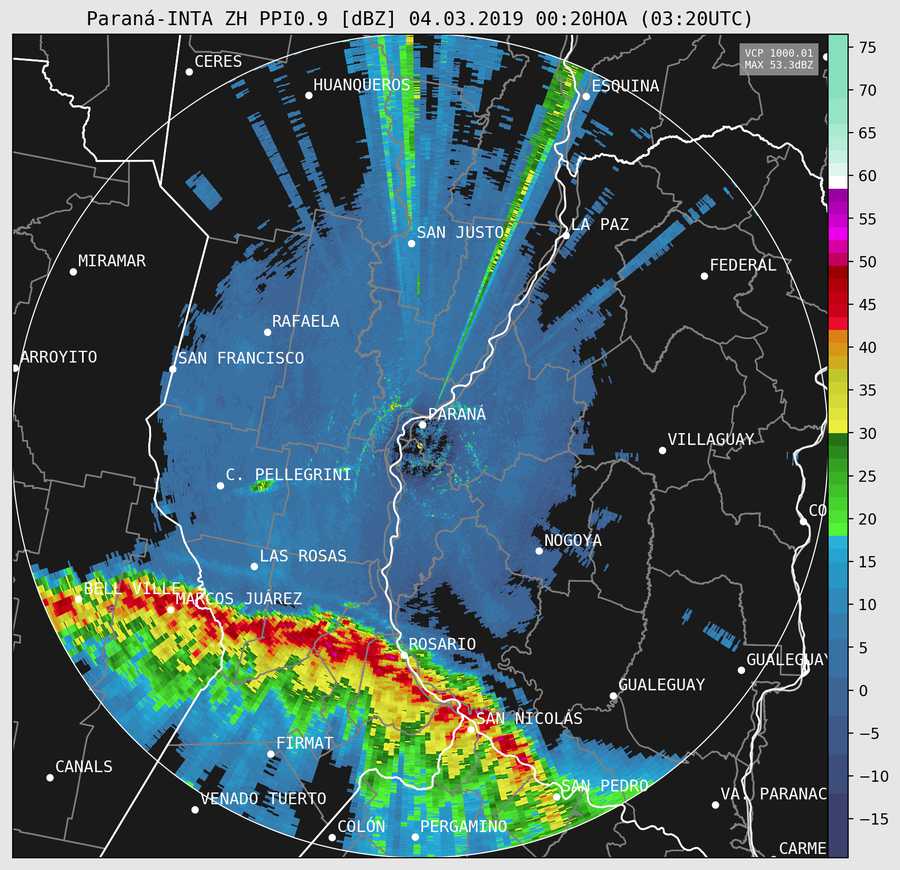 Paraná-INTA ZH PPI0.9 [dBZ] 04.03.2019 00:20HOA (03:20UTC)
VCP 1000.01
MAX 53.3dBZ
CERES
HUANQUEROS
ESQUINA
SAN JUSTO
LA PAZ
MIRAMAR
FEDERAL
RAFAELA
ARROYITO
SAN FRANCISCO
PARANÁ
VILLAGUAY
C. PELLEGRINI
CO
NOGOYA
LAS ROSAS
BELL VILLE
MARCOS JUÁREZ
ROSARIO
GUALEGUAY
GUALEGUAY
SAN NICOLÁS
FIRMAT
CANALS
SAN PEDRO
VENADO TUERTO
VA. PARANAC
COLÓN
PERGAMINO
CARME
75
70
65
60
55
50
45
40
35
30
25
20
15
10
5
0
−5
−10
−15